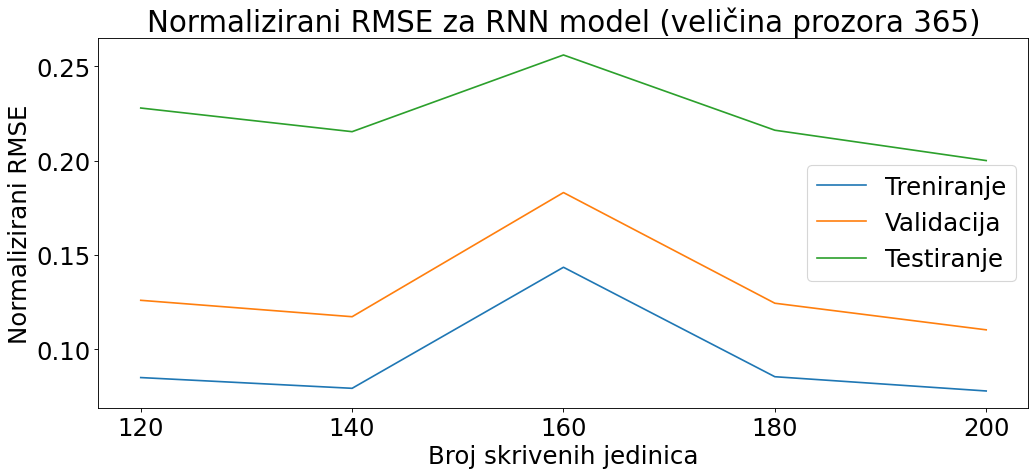 Normalizirani RMSE za RNN model (veličina prozora 365)
Normalizirani RMSE
0.25
0.20
0.15
0.10
Treniranje
Validacija
Testiranje
120 140 160 180 200
Broj skrivenih jedinica